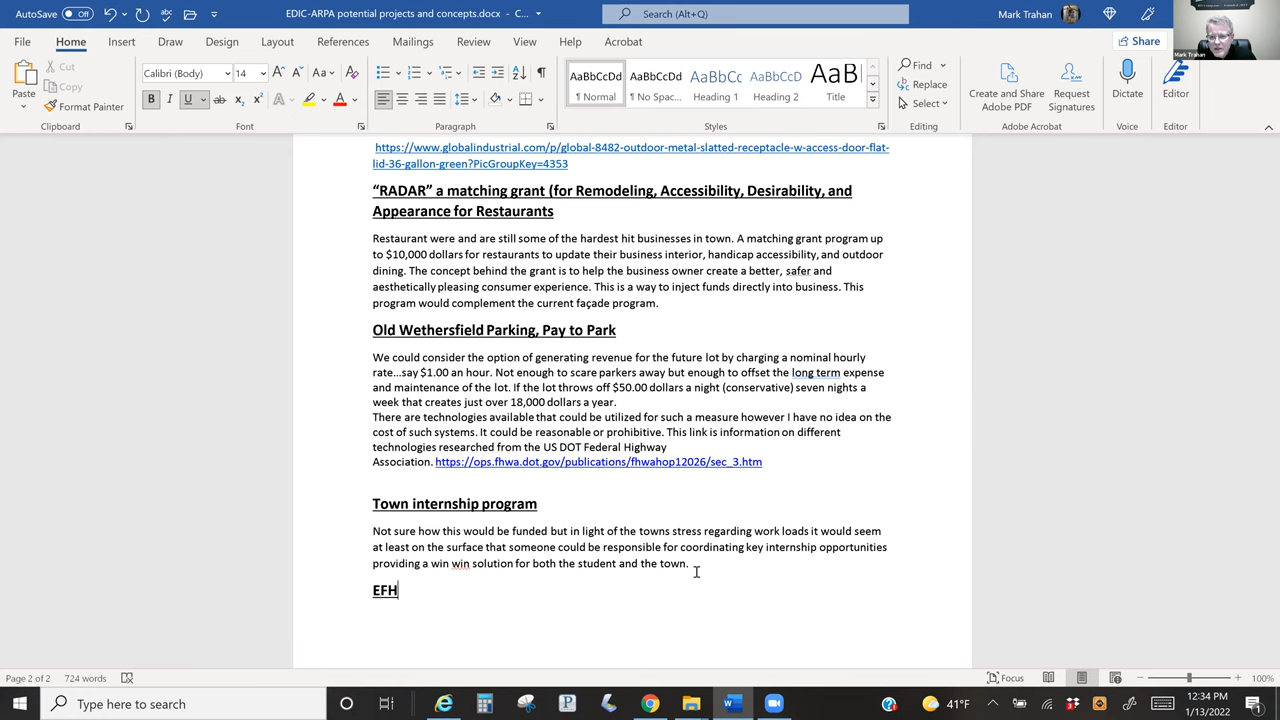 AutoSave Off
EDIC-ARPA potential projects and concepts.docx - Word
Search (Alt+Q)
Mark Trahan
Mark Trahan
File Home Insert Draw Design Layout References Mailings Review View Help Acrobat
Share
Paste
Cut
Copy
Format Painter
Clipboard
Calibri (Body) 14
Font
Paragraph
AaBbCcDd AaBbCcDd AaBbCc AaBbCcD AaB
¶ Normal ¶ No Spac... Heading 1 Heading 2 Title
Styles
Find
Replace
Select
Editing
Create and Share
Adobe PDF
Request
Signatures
Adobe Acrobat
Dictate
Voice
Editor
Editor
https://www.globalindustrial.com/p/global-8482-outdoor-metal-slatted-receptacle-w-access-door-flat-
lid-36-gallon-green?PicGroupKey=4353
“RADAR” a matching grant (for Remodeling, Accessibility, Desirability, and
Appearance for Restaurants
Restaurant were and are still some of the hardest hit businesses in town. A matching grant program up
to $10,000 dollars for restaurants to update their business interior, handicap accessibility, and outdoor
dining. The concept behind the grant is to help the business owner create a better, safer and
aesthetically pleasing consumer experience. This is a way to inject funds directly into business. This
program would complement the current façade program.
Old Wethersfield Parking, Pay to Park
We could consider the option of generating revenue for the future lot by charging a nominal hourly
rate...say $1.00 an hour. Not enough to scare parkers away but enough to offset the long term expense
and maintenance of the lot. If the lot throws off $50.00 dollars a night (conservative) seven nights a
week that creates just over 18,000 dollars a year.
There are technologies available that could be utilized for such a measure however I have no idea on the
cost of such systems. It could be reasonable or prohibitive. This link is information on different
technologies researched from the US DOT Federal Highway
Association. https://ops.fhwa.dot.gov/publications/fhwahop12026/sec_3.htm
Town internship program
Not sure how this would be funded but in light of the towns stress regarding work loads it would seem
at least on the surface that someone could be responsible for coordinating key internship opportunities
providing a win win solution for both the student and the town.
EFH
Page 2 of 2 724 words
Focus
100%
Type here to search
41°F
12:34 PM
1/13/2022